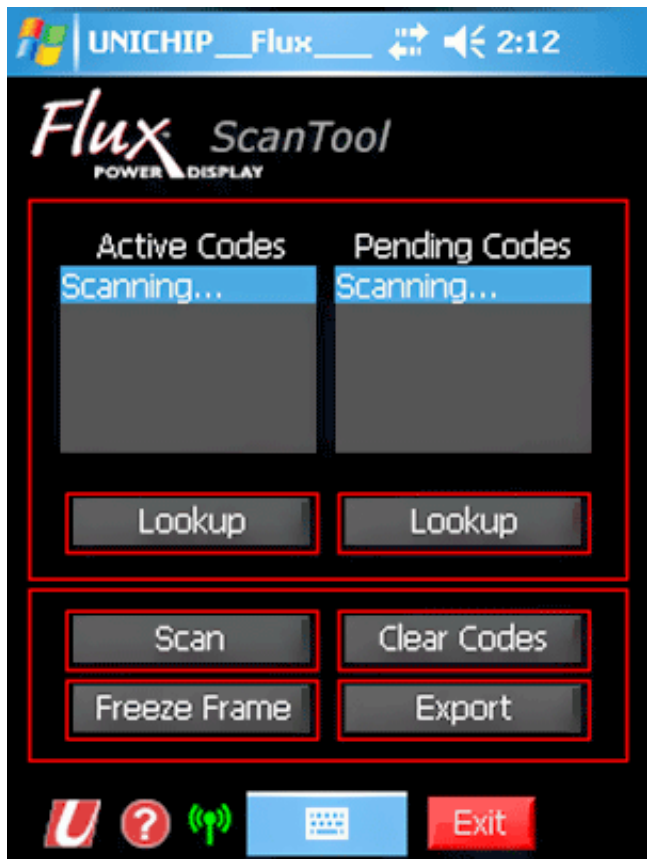 UNICHIP__Flux___ 2:12
Flux ScanTool
POWER DISPLAY
Active Codes Pending Codes
Scanning... Scanning...
Lookup Lookup
Scan Clear Codes
Freeze Frame Export
U ? Exit